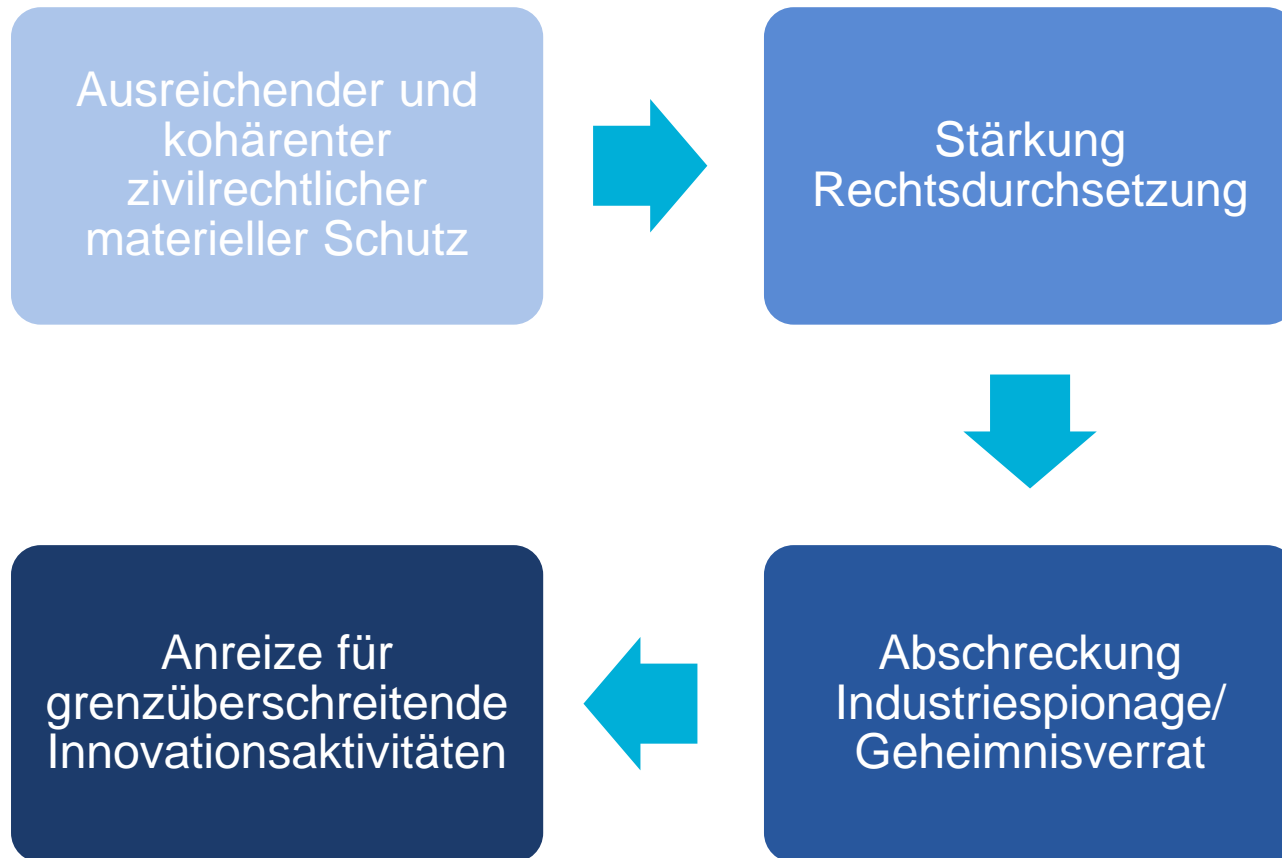 Ausreichender und
kohärenter
zivilrechtlicher
materieller Schutz
Stärkung
Rechtsdurchsetzung
Abschreckung
Industriespionage/
Geheimnisverrat
Anreize für
grenzüberschreitende
Innovationsaktivitäten